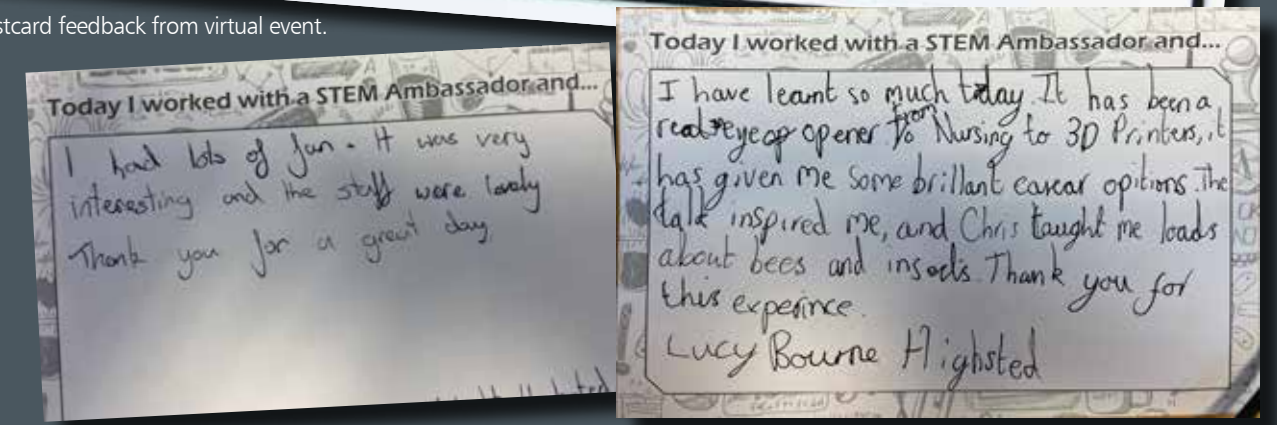 stcard feedback from virtual event.
Today I worked with a STEM Ambassador and...
I had lots of fun. It was very
interesting and the staff were lovely
Thank you for a great day
Today I worked with a STEM Ambassador and...
I have learnt so much today. It has been a
real eye op opener from to Nursing to 3D Printers, it
has given me some brillant carear opitions. The
talk inspired me, and Chris taught me loads
about bees and insects. Thank you for
this experince.
Lucy Bourne Highsted